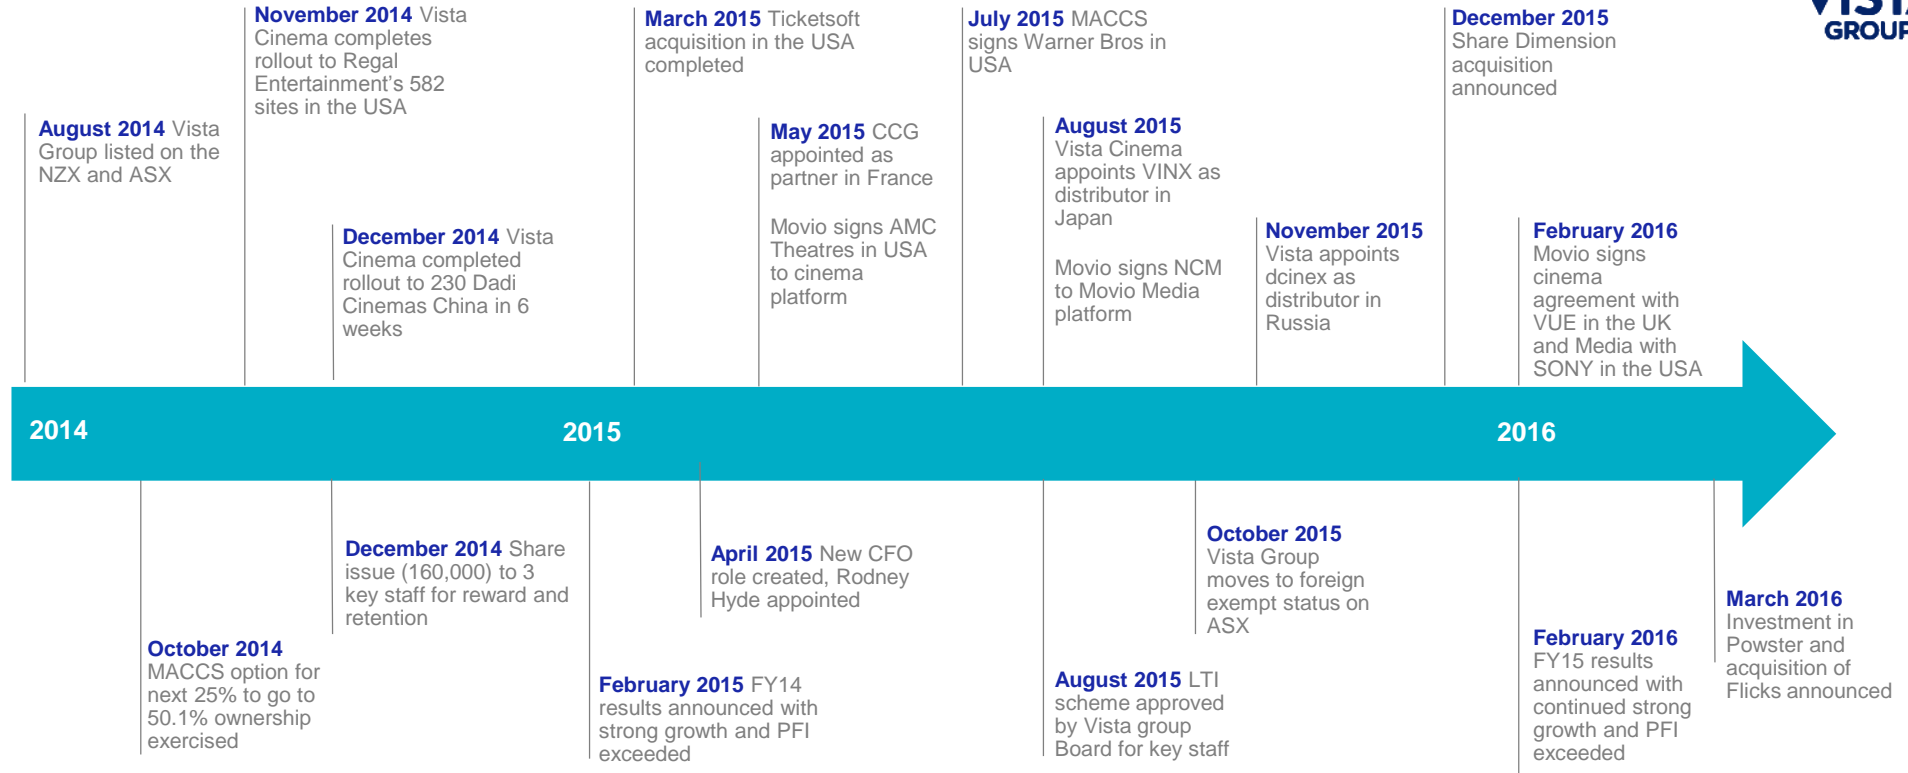 November 2014 Vista
Cinema completes
rollout to Regal
Entertainment's 582
sites in the USA
March 2015 Ticketsoft
acquisition in the USA
completed
July 2015 MACCS
signs Warner Bros in
USA
December 2015
Share Dimension
acquisition
announced
VISTA
GROUP
August 2014 Vista
Group listed on the
NZX and ASX
May 2015 CCG
appointed as
partner in France
Movio signs AMC
Theatres in USA
to cinema
platform
August 2015
Vista Cinema
appoints VINX as
distributor in
Japan
Movio signs NCM
to Movio Media
platform
December 2014 Vista
Cinema completed
rollout to 230 Dadi
Cinemas China in 6
weeks
November 2015
Vista appoints
dcinex as
distributor in
Russia
February 2016
Movio signs
cinema
agreement with
VUE in the UK
and Media with
SONY in the USA
2014
2015
2016
December 2014 Share
issue (160,000) to 3
key staff for reward and
retention
October 2014
MACCS option for
next 25% to go to
50.1% ownership
exercised
April 2015 New CFO
role created, Rodney
Hyde appointed
February 2015 FY14
results announced with
strong growth and PFI
exceeded
October 2015
Vista Group
moves to foreign
exempt status on
ASX
August 2015 LTI
scheme approved
by Vista group
Board for key staff
February 2016
FY15 results
announced with
continued strong
growth and PFI
exceeded
March 2016
Investment in
Powster and
acquisition of
Flicks announced